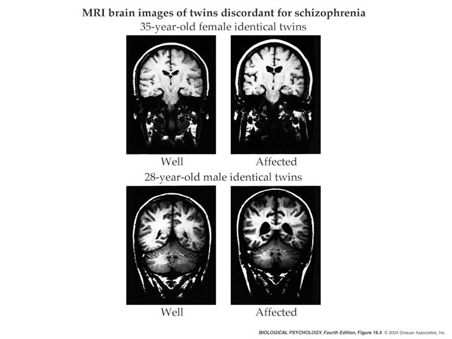 MRI brain images of twins discordant for schizophrenia
35-year-old female identical twins
Well Affected
28-year-old male identical twins
Well Affected
BIOLOGICAL PSYCHOLOGY, Fourth Edition, Figure 16.4 © 2004 Sinauer Associates, Inc.